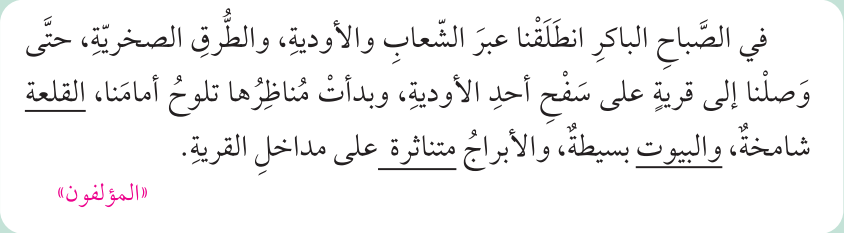 في الصَّباحِ الباكرِ انطَلَقْنا عبرَ الشّعابِ والأوديةِ، والطُّرقِ الصخريّةِ، حتَّى
وَصلْنا إلى قريةٍ على سَفْحِ أحدِ الأوديةِ، وبدأتْ مُناظِرُها تلوحُ أمامَنا، القلعة
شامخةٌ، والبيوت بسيطةٌ، والأبراجُ متناثرة على مداخلِ القريةِ.
«المؤلفون»